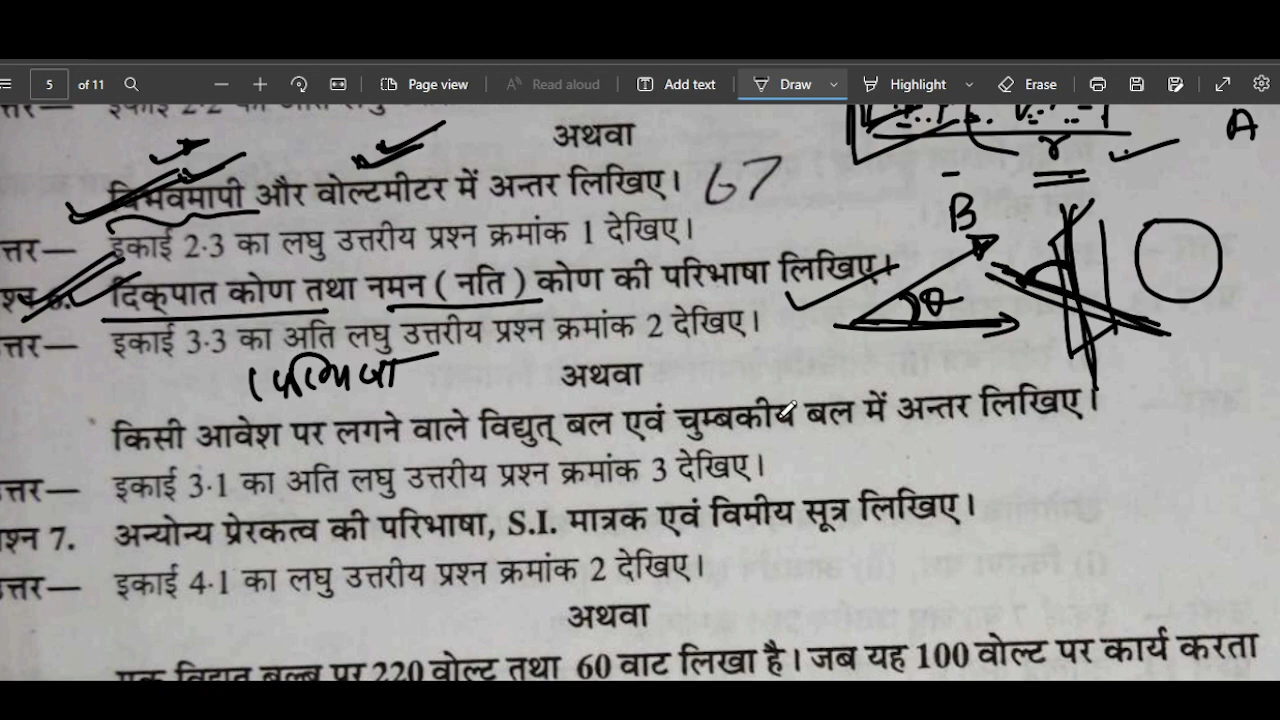 5 of 11 Page view Read aloud Add text Draw Highlight Erase
A
अथवा
r
विभवमापी और वोल्टमीटर में अन्तर लिखिए। 67
B
त्तर— इकाई 2·3 का लघु उत्तरीय प्रश्न क्रमांक 1 देखिए।
दिक्पात कोण तथा नमन ( नति ) कोण की परिभाषा लिखिए।
θ
त्तर— इकाई 3·3 का अति लघु उत्तरीय प्रश्न क्रमांक 2 देखिए।
अथवा
किसी आवेश पर लगने वाले विद्युत् बल एवं चुम्बकीय बल में अन्तर लिखिए।
त्तर— इकाई 3·1 का अति लघु उत्तरीय प्रश्न क्रमांक 3 देखिए।
प्रश्न 7. अन्योन्य प्रेरकत्व की परिभाषा, S.I. मात्रक एवं विमीय सूत्र लिखिए।
त्तर— इकाई 4·1 का लघु उत्तरीय प्रश्न क्रमांक 2 देखिए।
अथवा
एक विद्युत बल्ब पर 220 वोल्ट तथा 60 वाट लिखा है। जब यह 100 वोल्ट पर कार्य करता